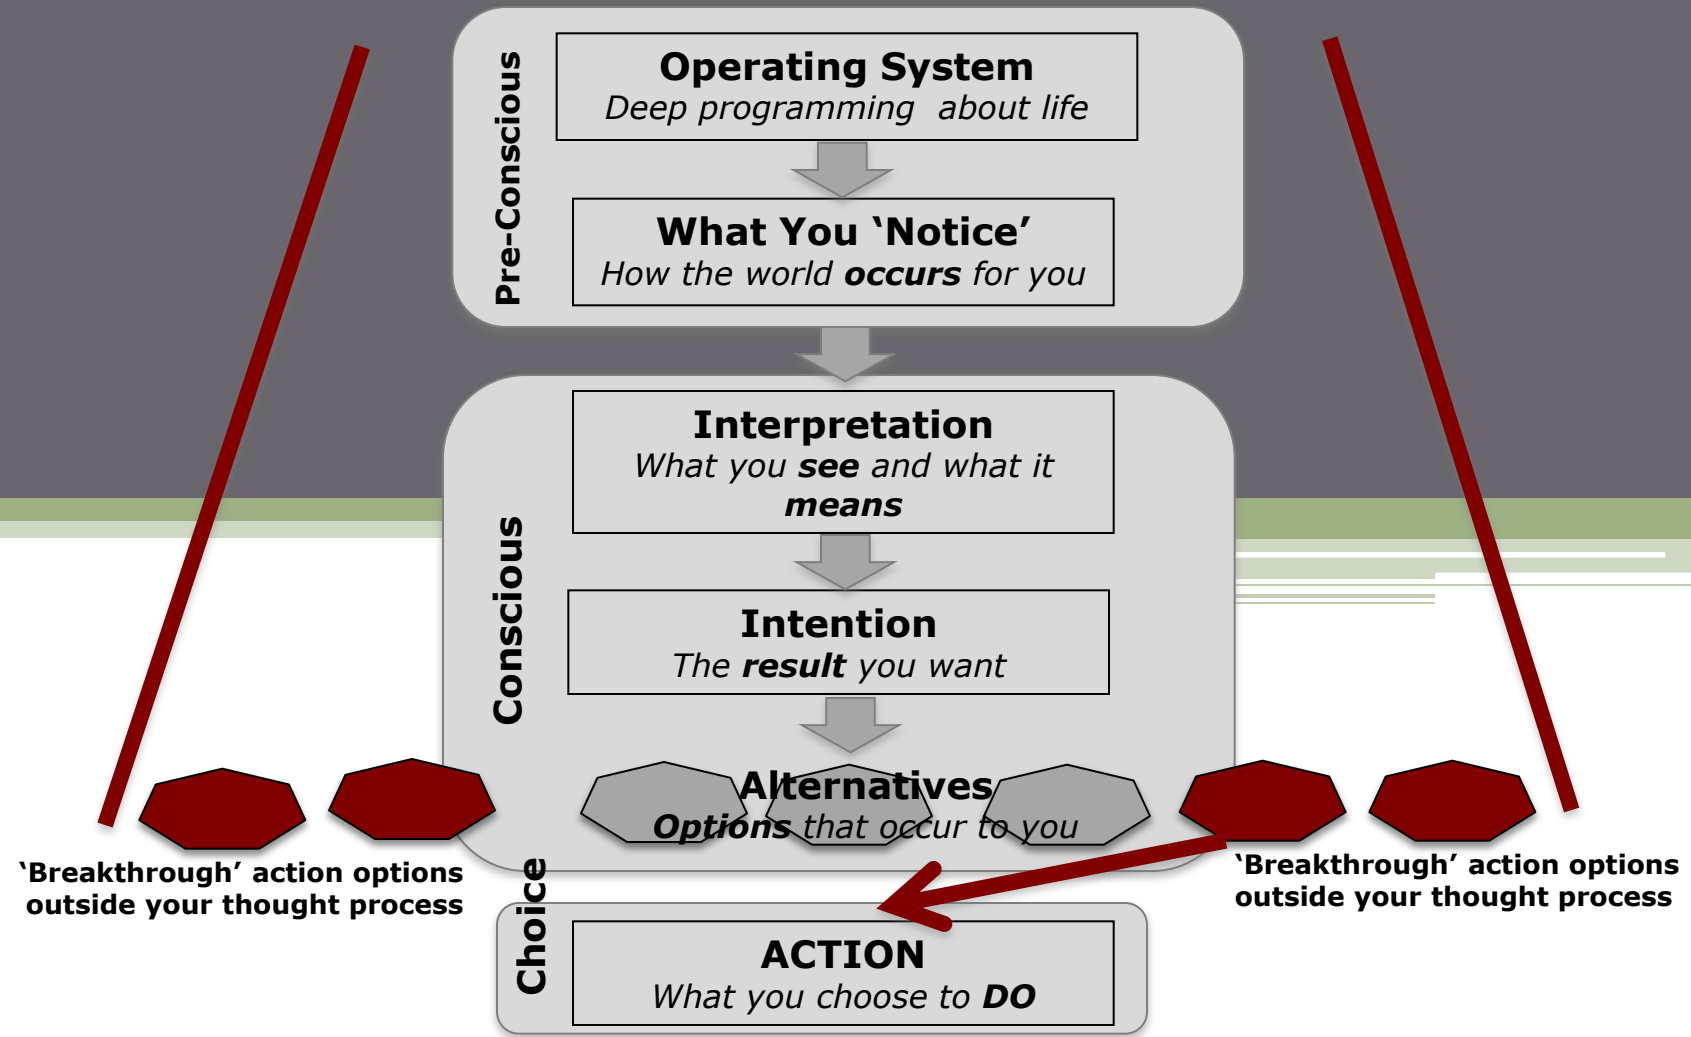 Pre-Conscious
Operating System
Deep programming about life
What You ‘Notice’
How the world occurs for you
Conscious
Interpretation
What you see and what it
means
Intention
The result you want
Alternatives
Options that occur to you
‘Breakthrough’ action options
outside your thought process
‘Breakthrough’ action options
outside your thought process
Choice
ACTION
What you choose to DO